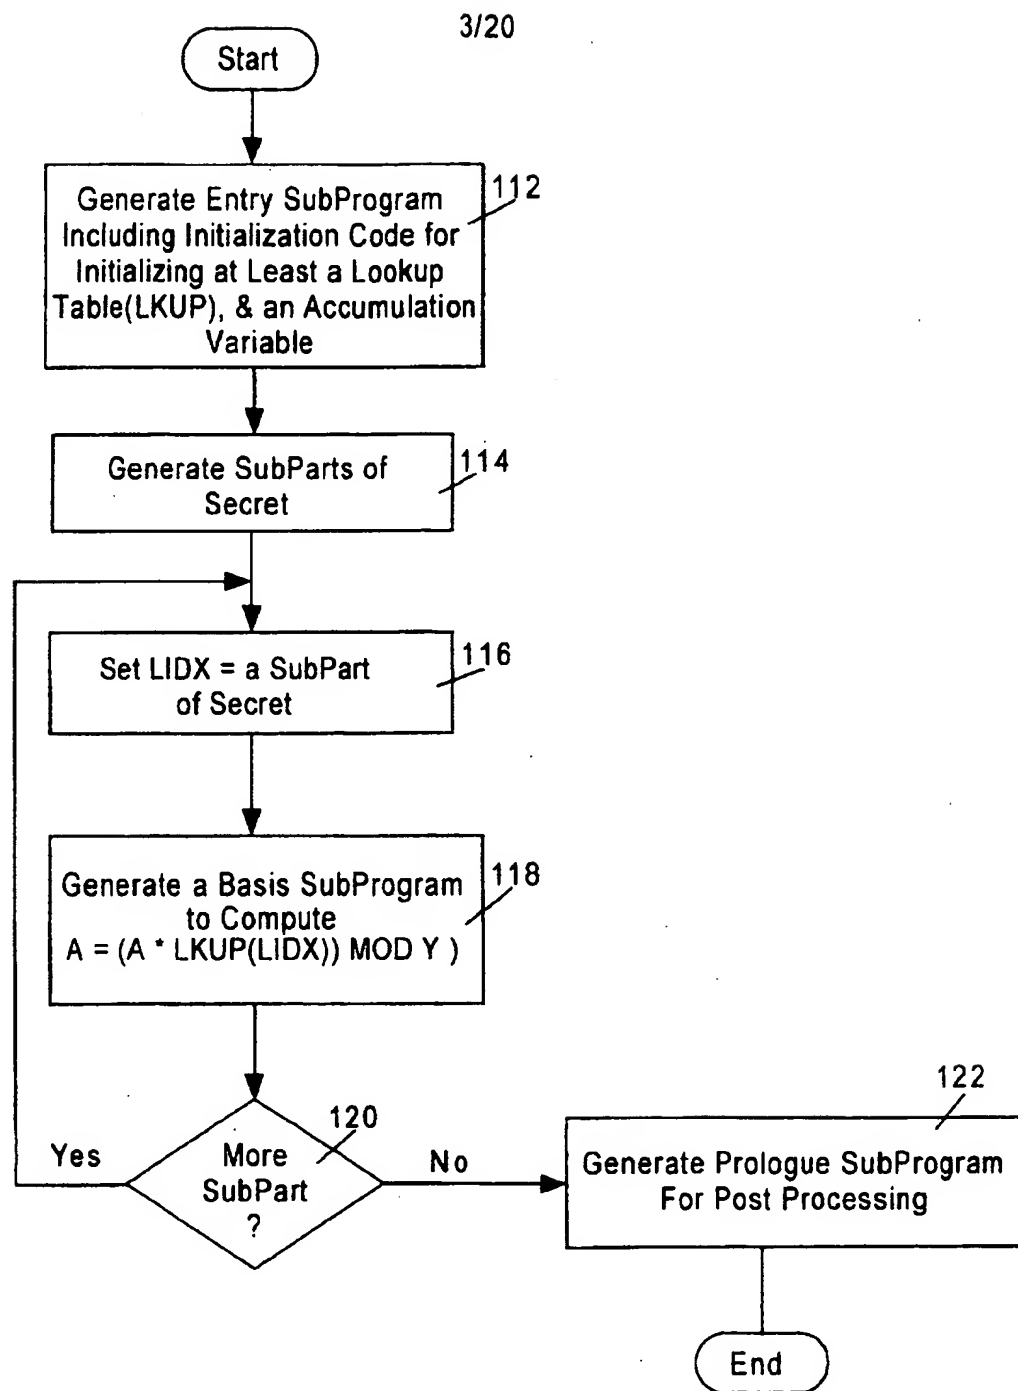 3/20
Start
Generate Entry SubProgram
Including Initialization Code for
Initializing at Least a Lookup
Table(LKUP), & an Accumulation
Variable
112
Generate SubParts of
Secret
114
Set LIDX = a SubPart
of Secret
116
Generate a Basis SubProgram
to Compute
A = (A * LKUP(LIDX)) MOD Y )
118
More
SubPart
?
120
Yes
No
Generate Prologue SubProgram
For Post Processing
122
End